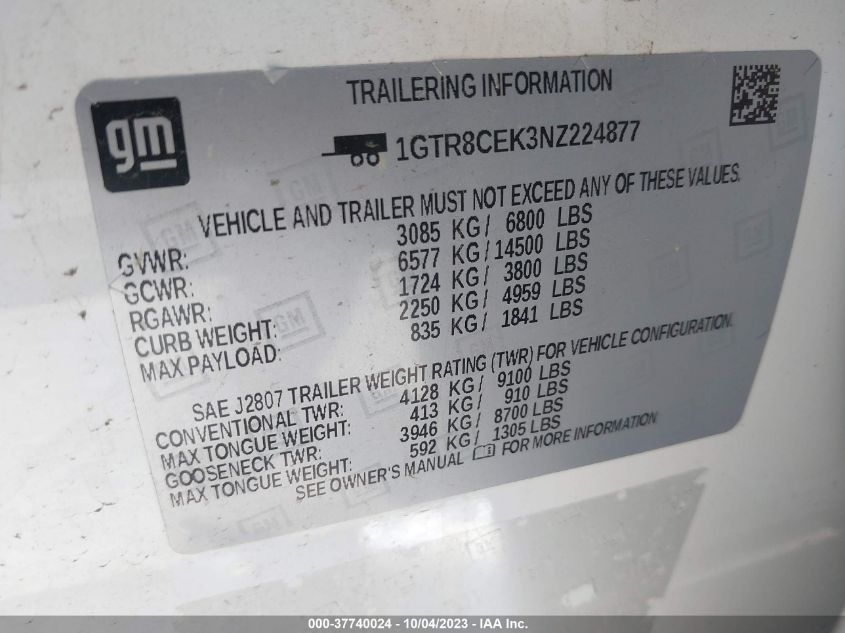 TRAILERING INFORMATION
gm
1GTR8CEK3NZ224877
VEHICLE AND TRAILER MUST NOT EXCEED ANY OF THESE VALUES.
GVWR: 3085 KG/ 6800 LBS
GCWR: 6577 KG/14500 LBS
RGAWR: 1724 KG/ 3800 LBS
CURB WEIGHT: 2250 KG/ 4959 LBS
MAX PAYLOAD: 835 KG/ 1841 LBS
SAE J2807 TRAILER WEIGHT RATING (TWR) FOR VEHICLE CONFIGURATION.
CONVENTIONAL TWR: 4128 KG/ 9100 LBS
MAX TONGUE WEIGHT: 413 KG/ 910 LBS
GOOSENECK TWR: 3946 KG/ 8700 LBS
MAX TONGUE WEIGHT: 592 KG/ 1305 LBS
SEE OWNER'S MANUAL FOR MORE INFORMATION
000-37740024 - 10/04/2023 - IAA Inc.